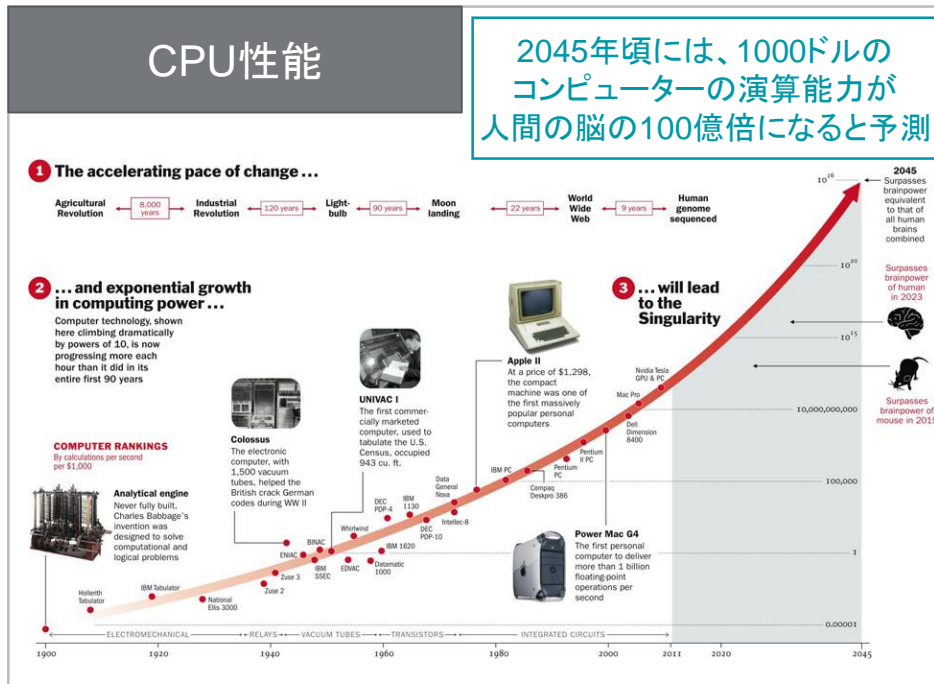 CPU性能
2045年頃には、1000ドルの
コンピューターの演算能力が
人間の脳の100億倍になると予測
1 The accelerating pace of change ...
Agricultural
Revolution
8,000
years
Industrial
Revolution
120 years
Light-
bulb
90 years
Moon
landing
22 years
World
Wide
Web
9 years
Human
genome
sequenced
2 ... and exponential growth
in computing power ...
Computer technology, shown
here climbing dramatically
by powers of 10, is now
progressing more each
hour than it did in its
entire first 90 years
COMPUTER RANKINGS
By calculations per second
per $1,000
Analytical engine
Never fully built,
Charles Babbage's
invention was
designed to solve
computational and
logical problems
Colossus
The electronic
computer, with
1,500 vacuum
tubes, helped the
British crack German
codes during WW II
UNIVAC I
The first commer-
cially marketed
computer, used to
tabulate the U.S.
Census, occupied
943 cu. ft.
Apple II
At a price of $1,298,
the compact
machine was one of
the first massively
popular personal
computers
Power Mac G4
The first personal
computer to deliver
more than 1 billion
floating-point
operations per
second
3 ... will lead
to the
Singularity
Hollerith
Tabulator
IBM Tabulator
National
Ellis 3000
Zuse 2
Zuse 3
ENIAC
BINAC
IBM
SSEC
Whirlwind
EDVAC
DEC
PDP-4
IBM 1620
Datamatic
1000
IBM
1130
DEC
PDP-10
Data
General
Nova
Intellec-8
IBM PC
Compaq
Deskpro 386
Pentium
PC
Pentium
II PC
Mac Pro
Dell
Dimension
8400
Nvidia Tesla
GPU & PC
10^26
10^20
10^15
10,000,000,000
100,000
1
0.00001
2045
Surpasses
brainpower
equivalent
to that of
all human
brains
combined
Surpasses
brainpower
of human
in 2023
Surpasses
brainpower of
mouse in 2015
ELECTROMECHANICAL
RELAYS
VACUUM TUBES
TRANSISTORS
INTEGRATED CIRCUITS
1900
1920
1940
1960
1980
2000
2011
2020
2045